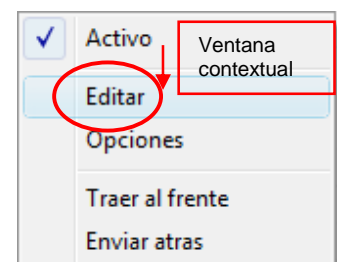 Activo
Ventana
contextual
Editar
Opciones
Traer al frente
Enviar atras